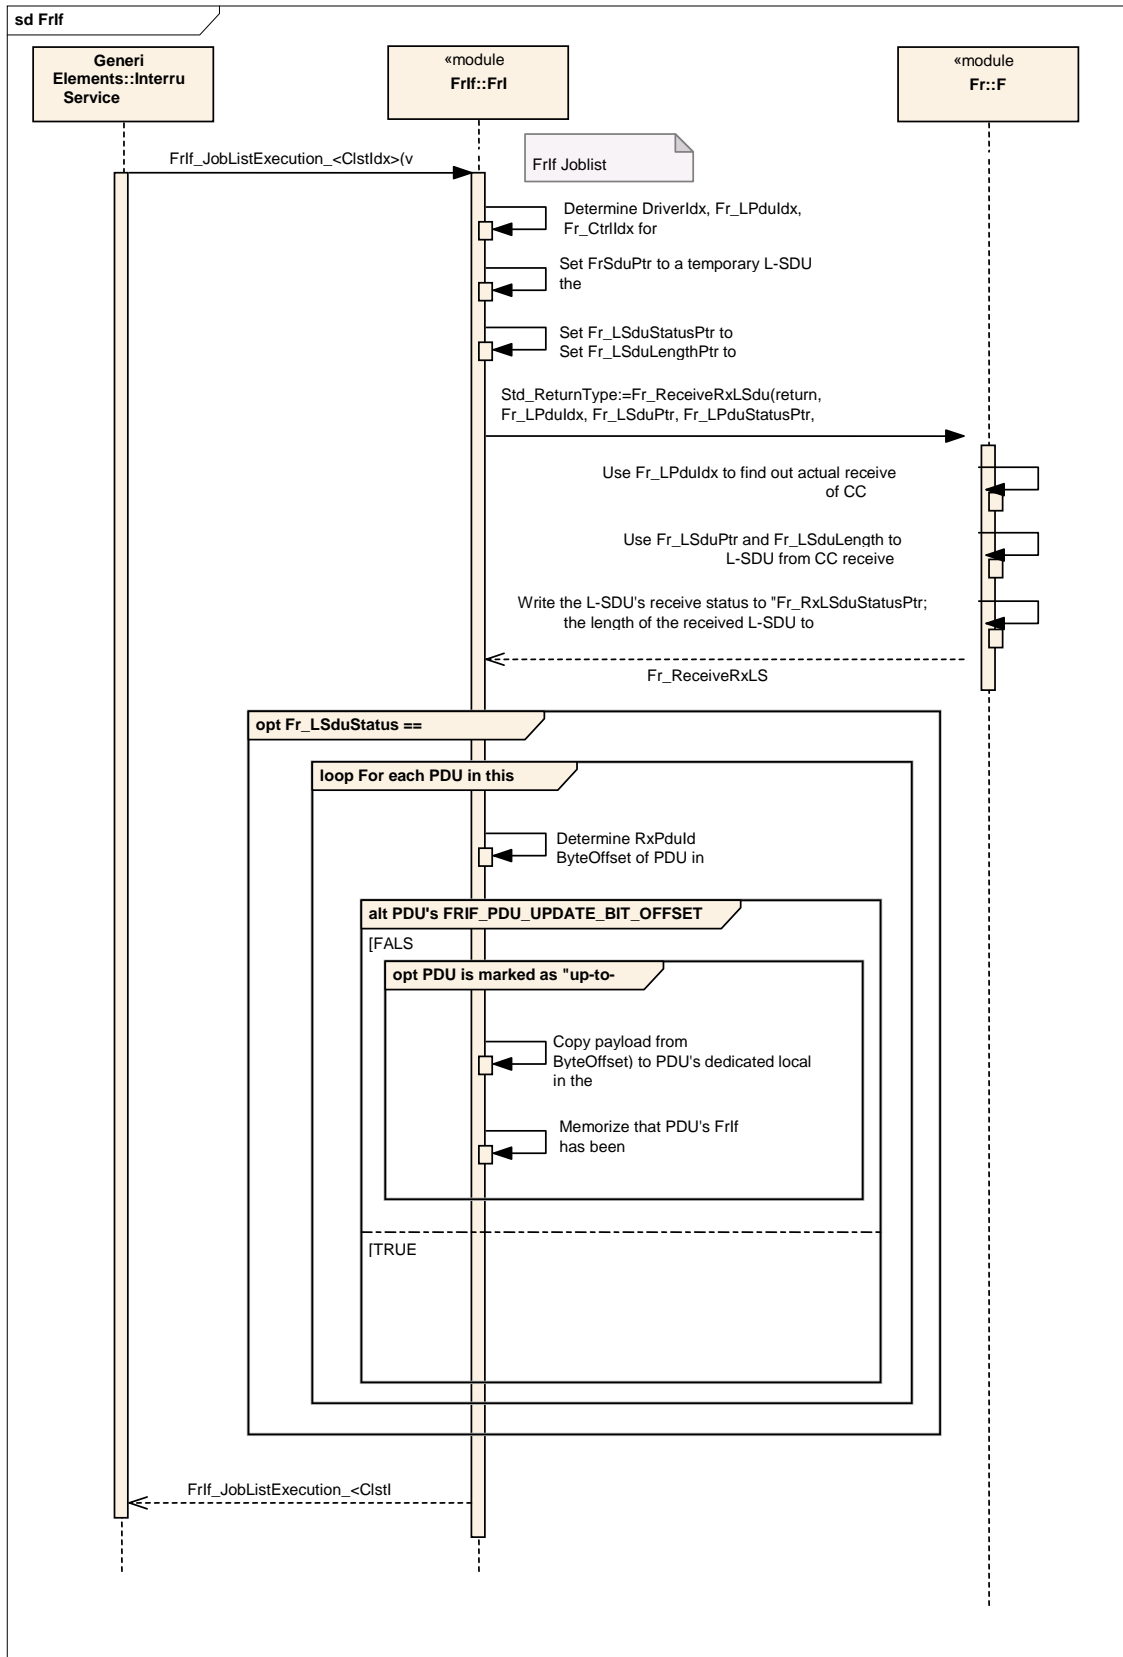 sd FrIf
Generi
Elements::Interru
Service
«module
FrIf::FrI
«module
Fr::F
FrIf_JobListExecution_<ClstIdx>(v
FrIf Joblist
Determine DriverIdx, Fr_LPduIdx,
Fr_CtrlIdx for
Set FrSduPtr to a temporary L-SDU
the
Set Fr_LSduStatusPtr to
Set Fr_LSduLengthPtr to
Std_ReturnType:=Fr_ReceiveRxLSdu(return,
Fr_LPduIdx, Fr_LSduPtr, Fr_LPduStatusPtr,
Use Fr_LPduIdx to find out actual receive
of CC
Use Fr_LSduPtr and Fr_LSduLength to
L-SDU from CC receive
Write the L-SDU's receive status to "Fr_RxLSduStatusPtr;
the length of the received L-SDU to
Fr_ReceiveRxLS
opt Fr_LSduStatus ==
loop For each PDU in this
Determine RxPduId
ByteOffset of PDU in
alt PDU's FRIF_PDU_UPDATE_BIT_OFFSET
[FALS
opt PDU is marked as "up-to-
Copy payload from
ByteOffset) to PDU's dedicated local
in the
Memorize that PDU's FrIf
has been
[TRUE
FrIf_JobListExecution_<ClstI